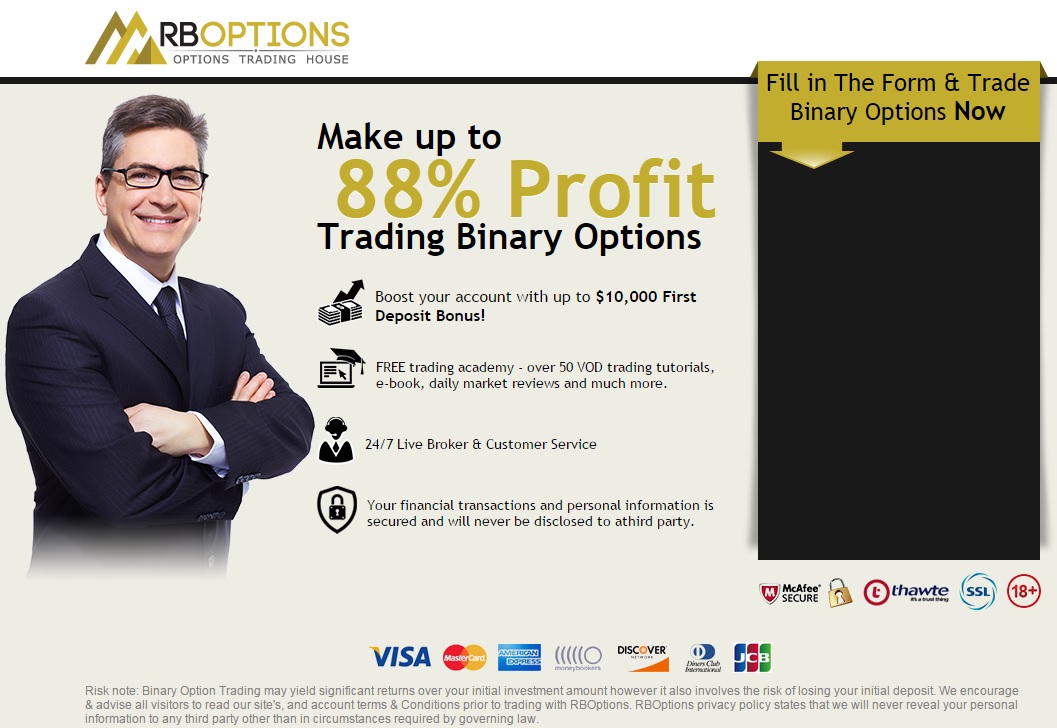 RBOPTIONS
OPTIONS TRADING HOUSE
Fill in The Form & Trade
Binary Options Now
Make up to
88% Profit
Trading Binary Options
Boost your account with up to $10,000 First
Deposit Bonus!
FREE trading academy - over 50 VOD trading tutorials,
e-book, daily market reviews and much more.
24/7 Live Broker & Customer Service
Your financial transactions and personal information is
secured and will never be disclosed to athird party.
McAfee
SECURE
thawte
it's a trust thing
SSL
18+
VISA
MasterCard
AMERICAN
EXPRESS
moneybookers
DISCOVER
NETWORK
Diners Club
International
JCB
Risk note: Binary Option Trading may yield significant returns over your initial investment amount however it also involves the risk of losing your initial deposit. We encourage
& advise all visitors to read our site's, and account terms & Conditions prior to trading with RBOptions. RBOptions privacy policy states that we will never reveal your personal
information to any third party other than in circumstances required by governing law.